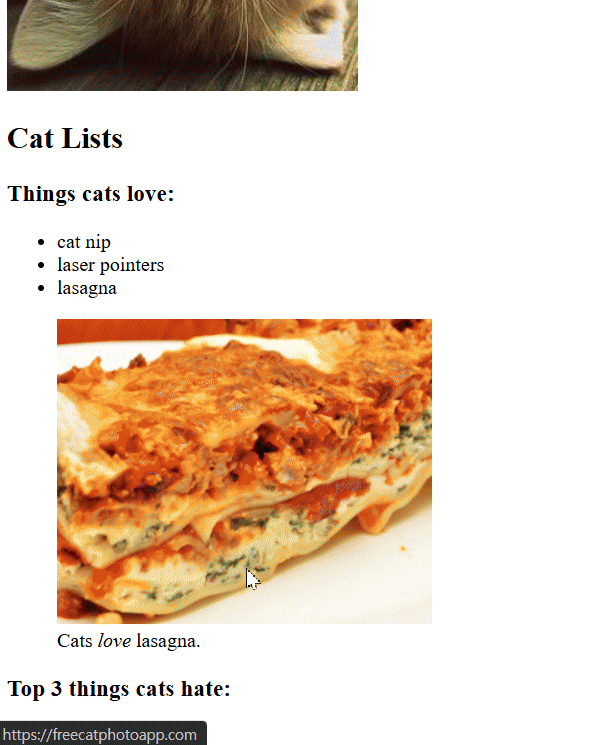 Cat Lists
Things cats love:
cat nip
laser pointers
lasagna
Cats love lasagna.
Top 3 things cats hate:
https://freecatphotoapp.com